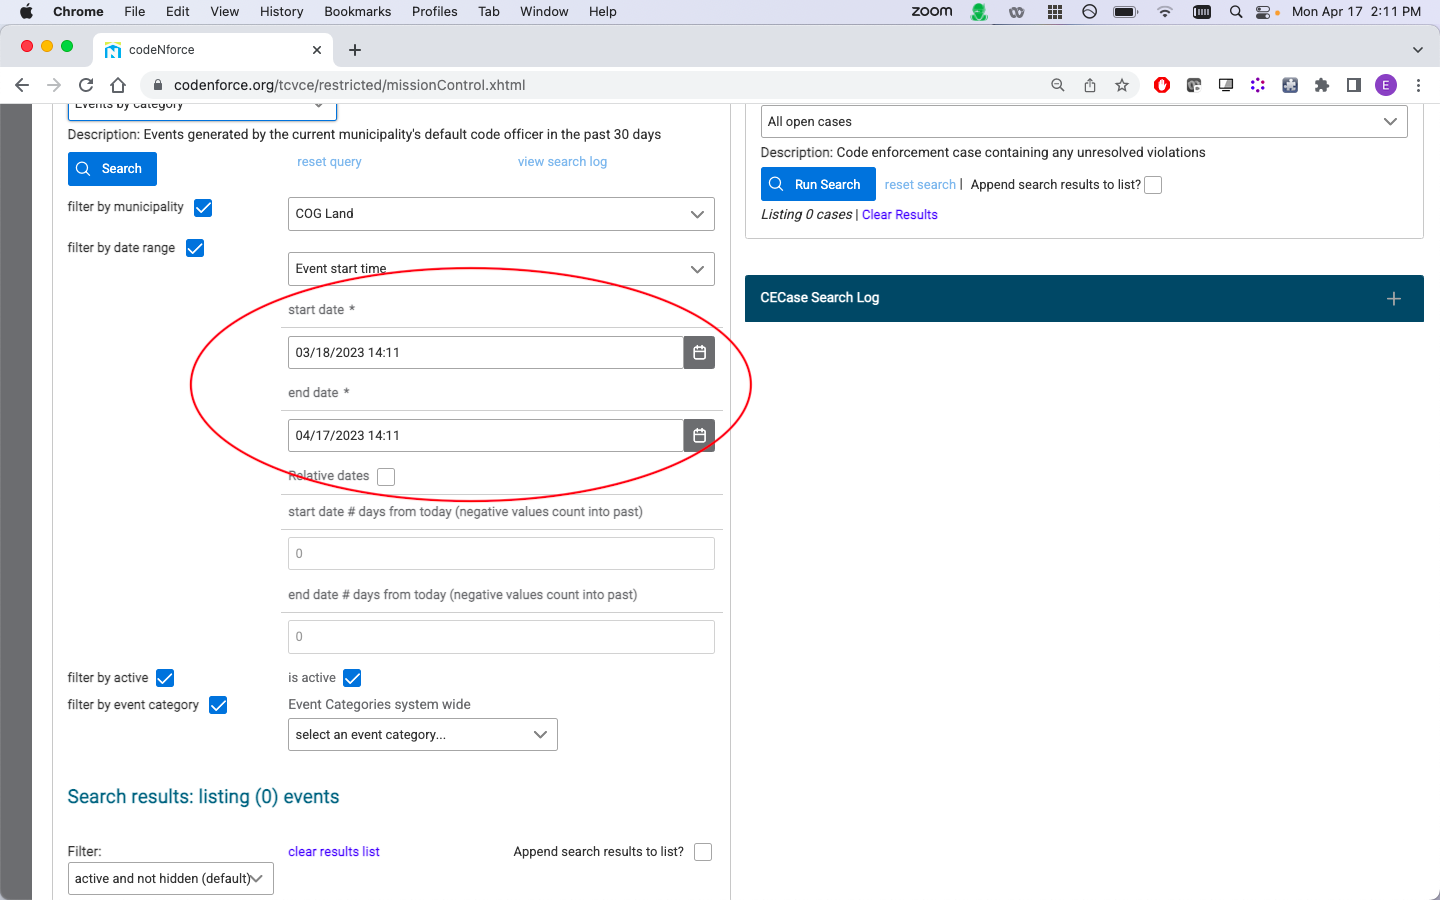 Chrome File Edit View History Bookmarks Profiles Tab Window Help zoom Mon Apr 17 2:11 PM
codeNforce
codenforce.org/tcvce/restricted/missionControl.xhtml E
Events by category
Description: Events generated by the current municipality's default code officer in the past 30 days
Search reset query view search log
filter by municipality COG Land
filter by date range
Event start time
start date *
03/18/2023 14:11
end date *
04/17/2023 14:11
Relative dates
start date # days from today (negative values count into past)
0
end date # days from today (negative values count into past)
0
filter by active is active
filter by event category Event Categories system wide
select an event category...
Search results: listing (0) events
Filter: clear results list Append search results to list?
active and not hidden (default)
All open cases
Description: Code enforcement case containing any unresolved violations
Run Search reset search | Append search results to list?
Listing 0 cases | Clear Results
CECase Search Log